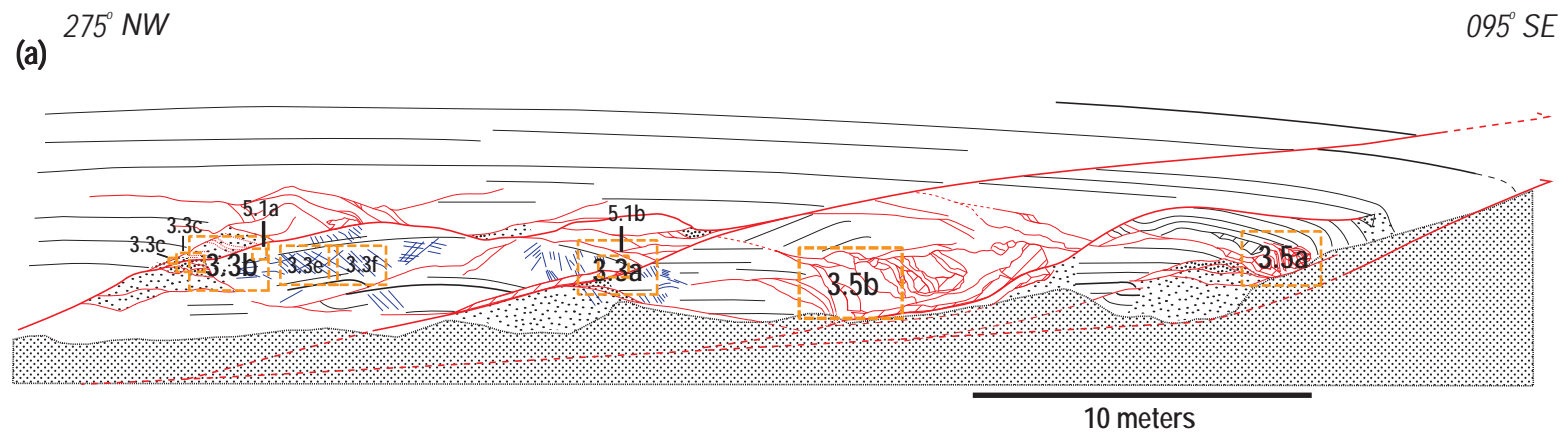 275° NW
095° SE
(a)
5.1a
5.1b
3.3c
3.3c
3.3b
3.3e
3.3f
3.3a
3.5b
3.5a
10 meters